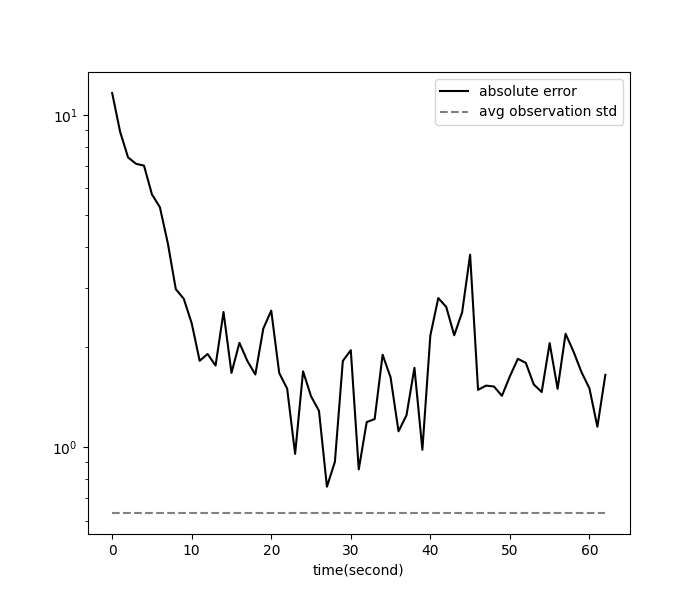 absolute error
avg observation std
10¹
10⁰
0 10 20 30 40 50 60
time(second)